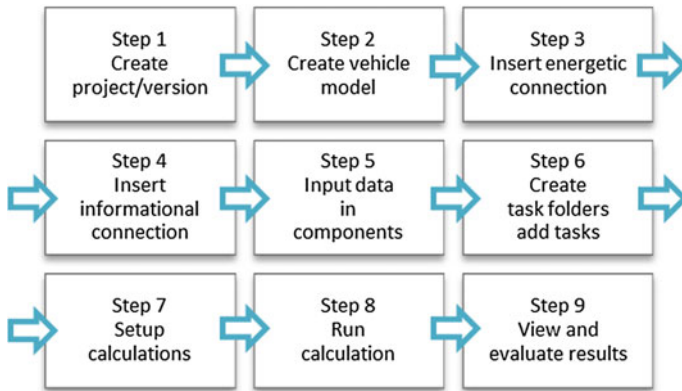 Step 1
Create
project/version
Step 2
Create vehicle
model
Step 3
Insert energetic
connection
Step 4
Insert
informational
connection
Step 5
Input data
in
components
Step 6
Create
task folders
add tasks
Step 7
Setup
calculations
Step 8
Run
calculation
Step 9
View and
evaluate results